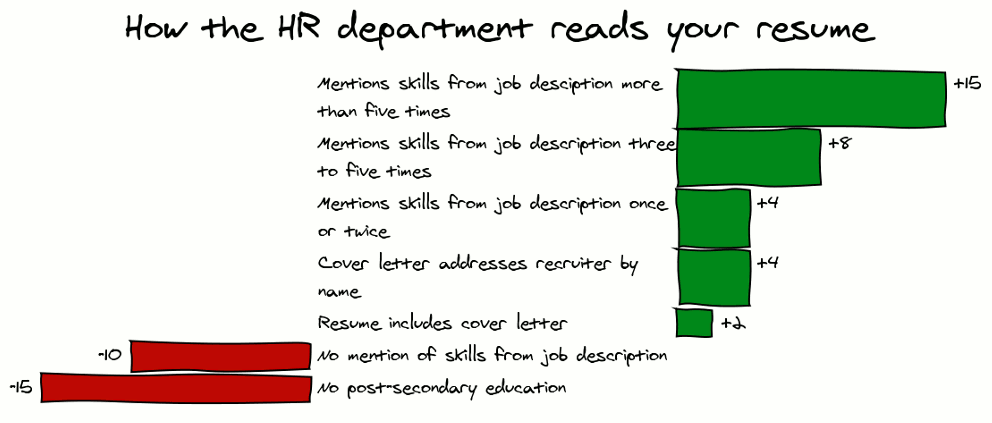 How the HR department reads your resume
Mentions skills from job desciption more
than five times
+15
Mentions skills from job description three
to five times
+8
Mentions skills from job description once
or twice
+4
Cover letter addresses recruiter by
name
+4
Resume includes cover letter
+2
-10
No mention of skills from job description
-15
No post-secondary education